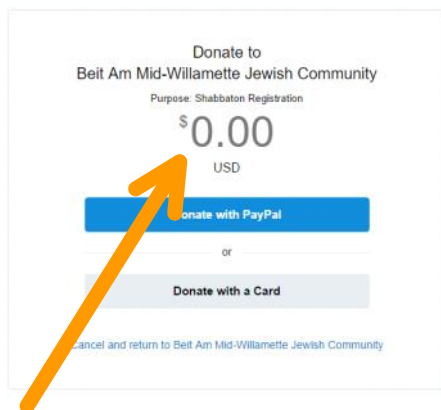 Donate to
Beit Am Mid-Willamette Jewish Community
Purpose: Shabbaton Registration
$0.00
USD
Donate with PayPal
or
Donate with a Card
Cancel and return to Beit Am Mid-Willamette Jewish Community